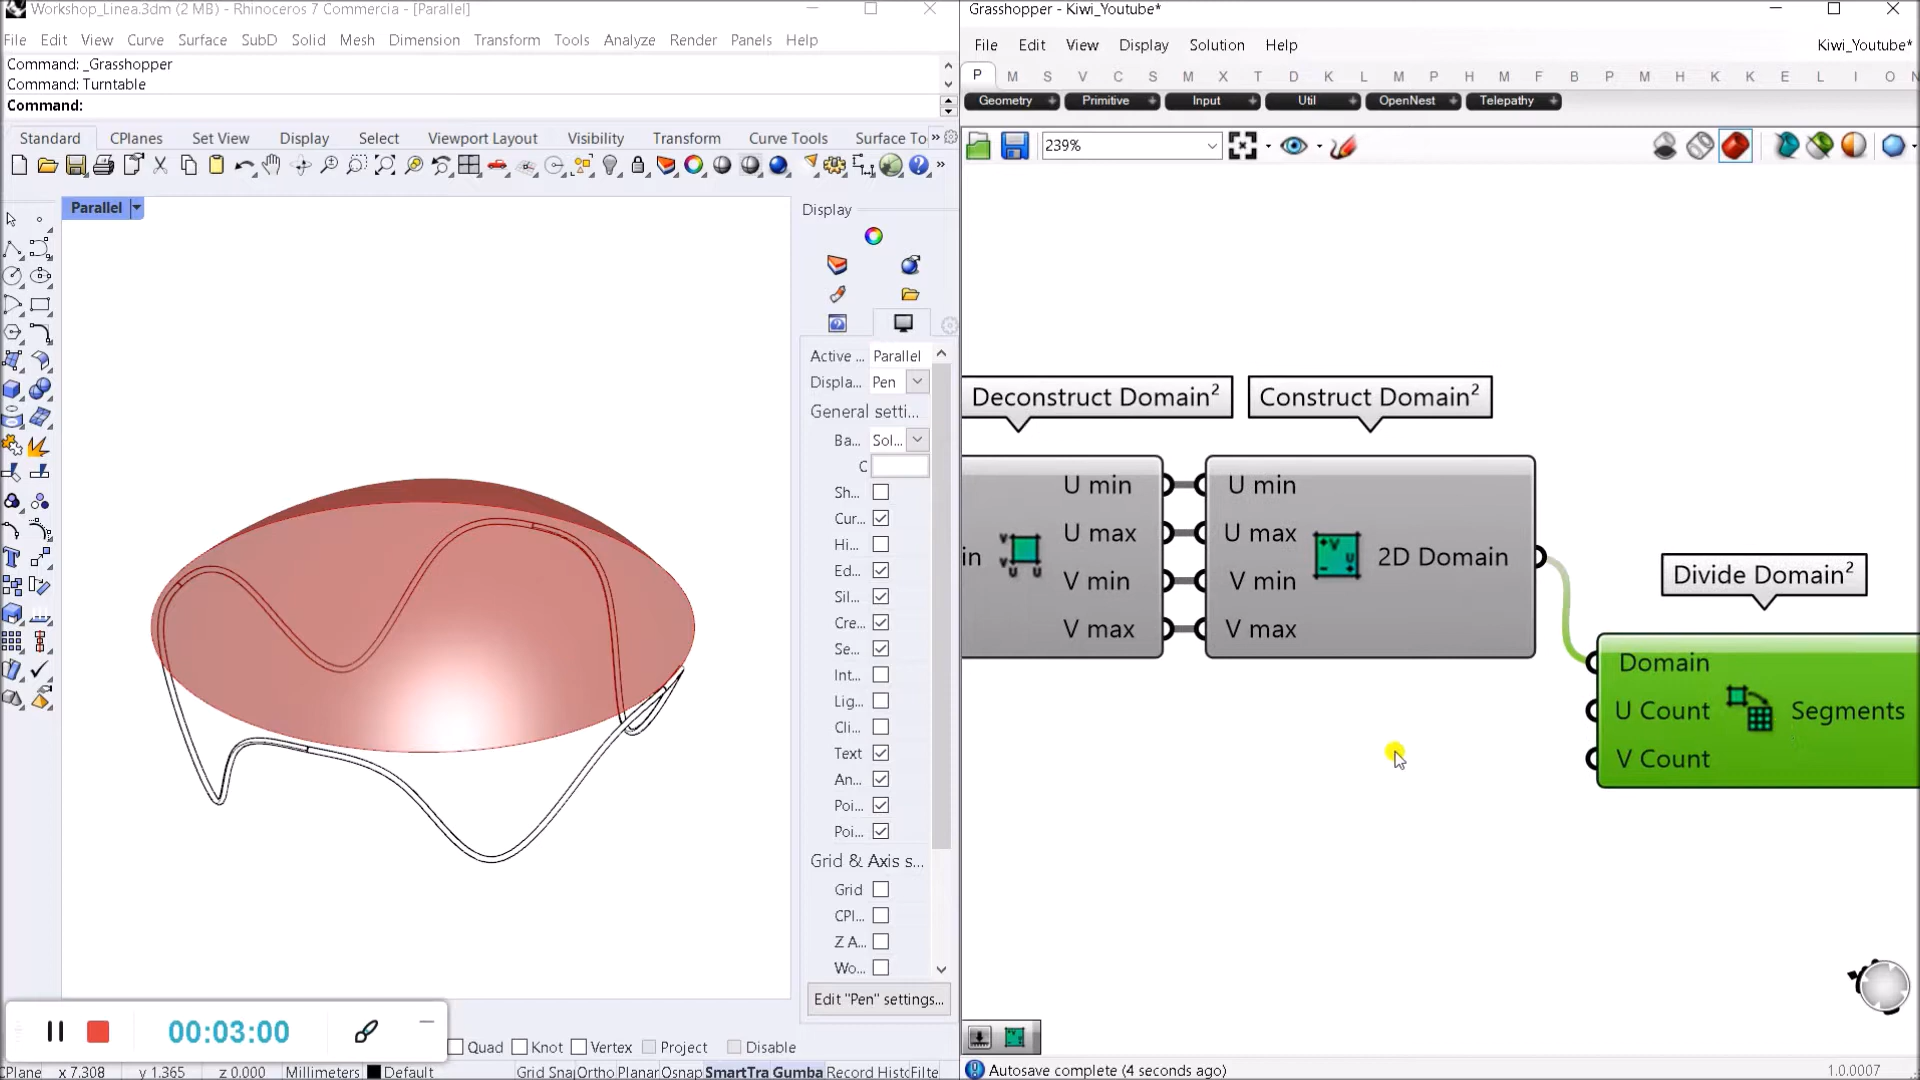 Workshop_Linea.3dm (2 MB) - Rhinoceros 7 Commercia - [Parallel]
File Edit View Curve Surface SubD Solid Mesh Dimension Transform Tools Analyze Render Panels Help
Command: _Grasshopper
Command: Turntable
Command:
Standard CPlanes Set View Display Select Viewport Layout Visibility Transform Curve Tools Surface To »
Parallel
Display
Active ... Parallel
Displa... Pen
General setti...
Ba... Sol...
C
Sh...
Cur...
Hi...
Ed...
Sil...
Cre...
Se...
Int...
Lig...
Cli...
Text
An...
Poi...
Poi...
Grid & Axis s...
Grid
CPl...
Z A...
Wo...
Edit "Pen" settings...
00:03:00
Quad Knot Vertex Project Disable
CPlane x 7.308 y 1.365 z 0.000 Millimeters Default Grid Snap Ortho Planar Osnap SmartTra Gumba Record Histo Filte
Grasshopper - Kiwi_Youtube*
File Edit View Display Solution Help Kiwi_Youtube*
P M S V C S M X T D K L M P H M F B P M H K K E L I O N
Geometry Primitive Input Util OpenNest Telepathy
239%
Deconstruct Domain²
Construct Domain²
in
U min
U max
V min
V max
U min
U max
V min
V max
2D Domain
Divide Domain²
Domain
U Count
V Count
Segments
Autosave complete (4 seconds ago)
1.0.0007